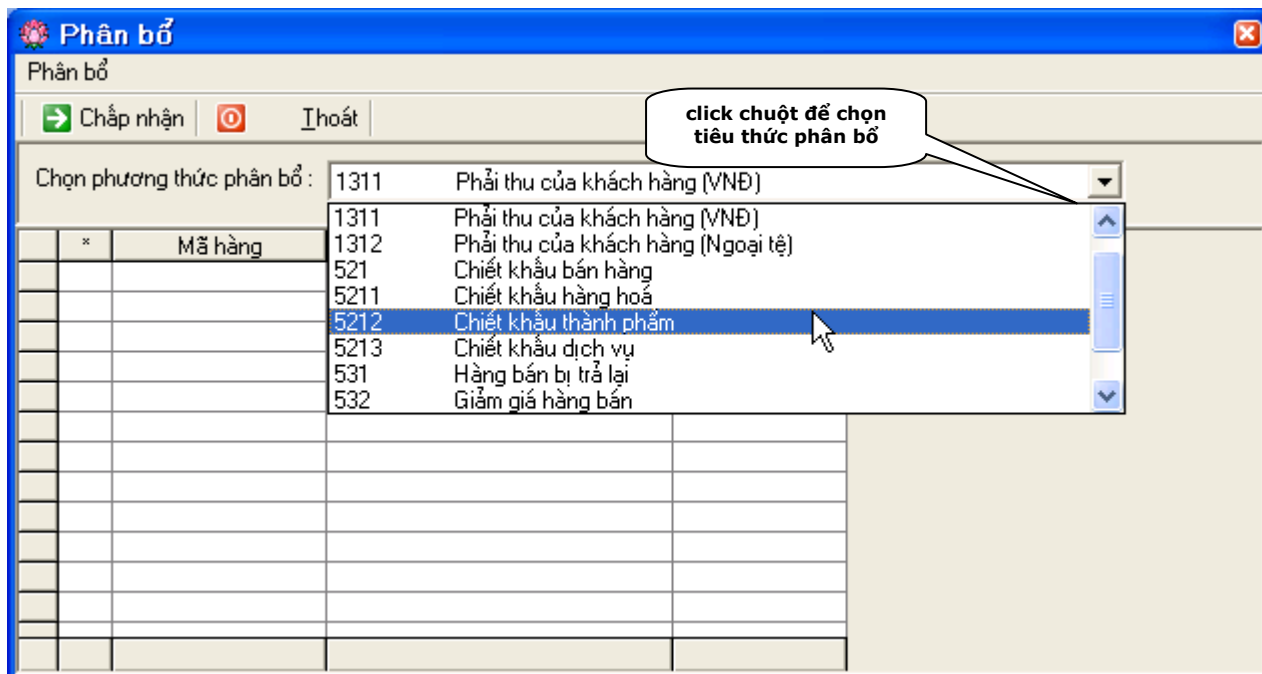 Phân bổ
Phân bổ
Chấp nhận Thoát
click chuột để chọn
tiêu thức phân bổ
Chọn phương thức phân bổ : 1311 Phải thu của khách hàng (VNĐ)
1311 Phải thu của khách hàng (VNĐ)
* Mã hàng 1312 Phải thu của khách hàng (Ngoại tệ)
521 Chiết khấu bán hàng
5211 Chiết khấu hàng hoá
5212 Chiết khấu thành phẩm
5213 Chiết khấu dịch vụ
531 Hàng bán bị trả lại
532 Giảm giá hàng bán